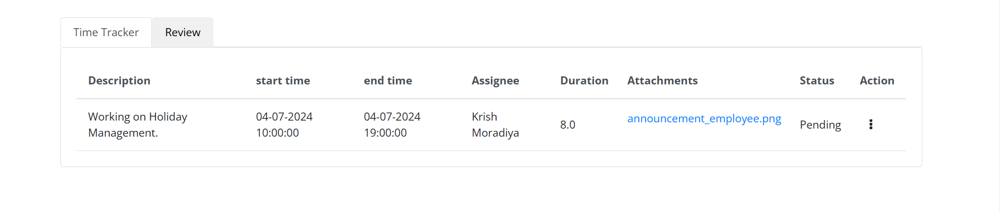 Time Tracker Review
Description start time end time Assignee Duration Attachments Status Action
Working on Holiday
Management.
04-07-2024
10:00:00
04-07-2024
19:00:00
Krish
Moradiya
8.0
announcement_employee.png
Pending